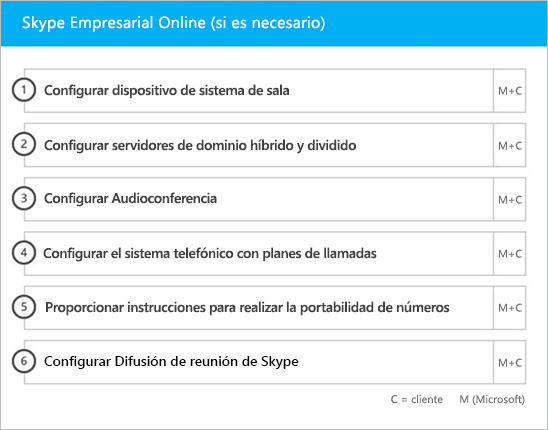 Skype Empresarial Online (si es necesario)
1 Configurar dispositivo de sistema de sala M+C
2 Configurar servidores de dominio híbrido y dividido M+C
3 Configurar Audioconferencia M+C
4 Configurar el sistema telefónico con planes de llamadas M+C
5 Proporcionar instrucciones para realizar la portabilidad de números M+C
6 Configurar Difusión de reunión de Skype M+C
C = cliente M (Microsoft)